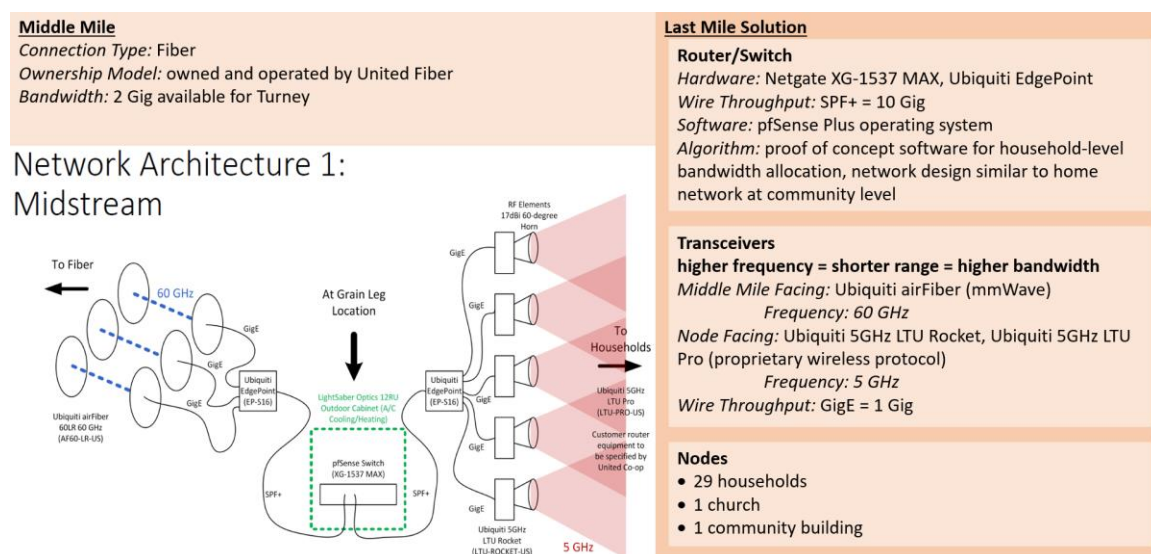 Middle Mile
Connection Type: Fiber
Ownership Model: owned and operated by United Fiber
Bandwidth: 2 Gig available for Turney
Network Architecture 1:
Midstream
To Fiber
60 GHz
GigE
GigE
GigE
Ubiquiti airFiber
60LR 60 GHz
(AF60-LR-US)
Ubiquiti
EdgePoint
(EP-S16)
SPF+
At Grain Leg
Location
LightSaber Optics 12RU
Outdoor Cabinet (A/C
Cooling/Heating)
pfSense Switch
(XG-1537 MAX)
SPF+
Ubiquiti
EdgePoint
(EP-S16)
RF Elements
17dBi 60-degree
Horn
GigE
GigE
GigE
GigE
GigE
Ubiquiti 5GHz
LTU Rocket
(LTU-ROCKET-US)
5 GHz
To
Households
Ubiquiti 5GHz
LTU Pro
(LTU-PRO-US)
Customer router
equipment to
be specified by
United Co-op
Last Mile Solution
Router/Switch
Hardware: Netgate XG-1537 MAX, Ubiquiti EdgePoint
Wire Throughput: SPF+ = 10 Gig
Software: pfSense Plus operating system
Algorithm: proof of concept software for household-level
bandwidth allocation, network design similar to home
network at community level
Transceivers
higher frequency = shorter range = higher bandwidth
Middle Mile Facing: Ubiquiti airFiber (mmWave)
Frequency: 60 GHz
Node Facing: Ubiquiti 5GHz LTU Rocket, Ubiquiti 5GHz LTU
Pro (proprietary wireless protocol)
Frequency: 5 GHz
Wire Throughput: GigE = 1 Gig
Nodes
• 29 households
• 1 church
• 1 community building